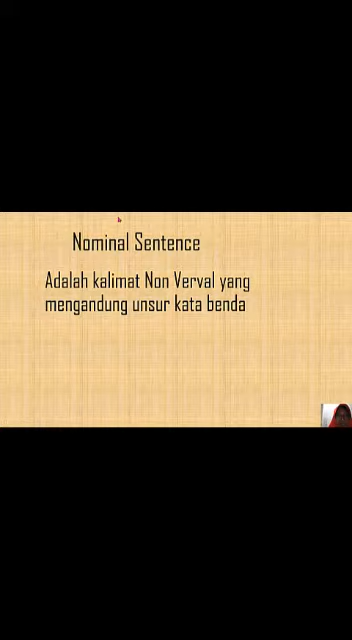 Nominal Sentence
Adalah kalimat Non Verval yang
mengandung unsur kata benda